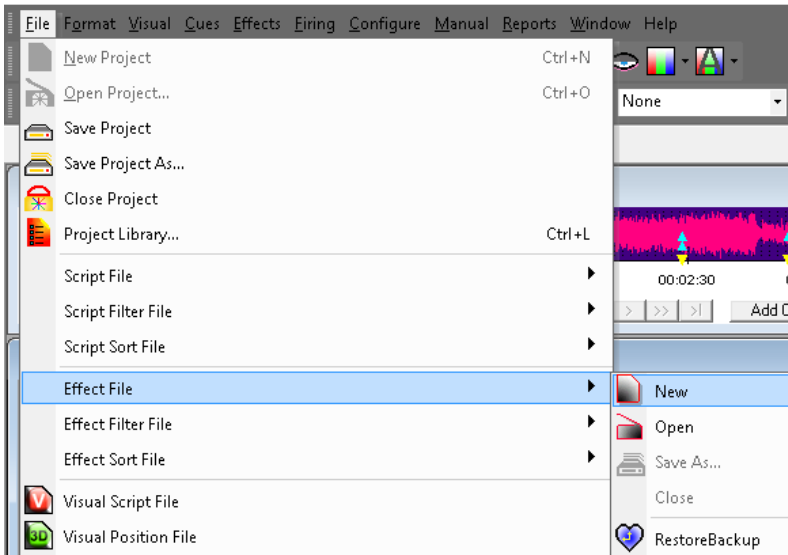 File Format Visual Cues Effects Firing Configure Manual Reports Window Help
New Project Ctrl+N
Open Project... Ctrl+O
None
Save Project
Save Project As...
Close Project
Project Library... Ctrl+L
Script File
00:02:30
Script Filter File
> >> >| Add
Script Sort File
Effect File
New
Effect Filter File
Open
Effect Sort File
Save As...
Visual Script File
Close
Visual Position File
RestoreBackup